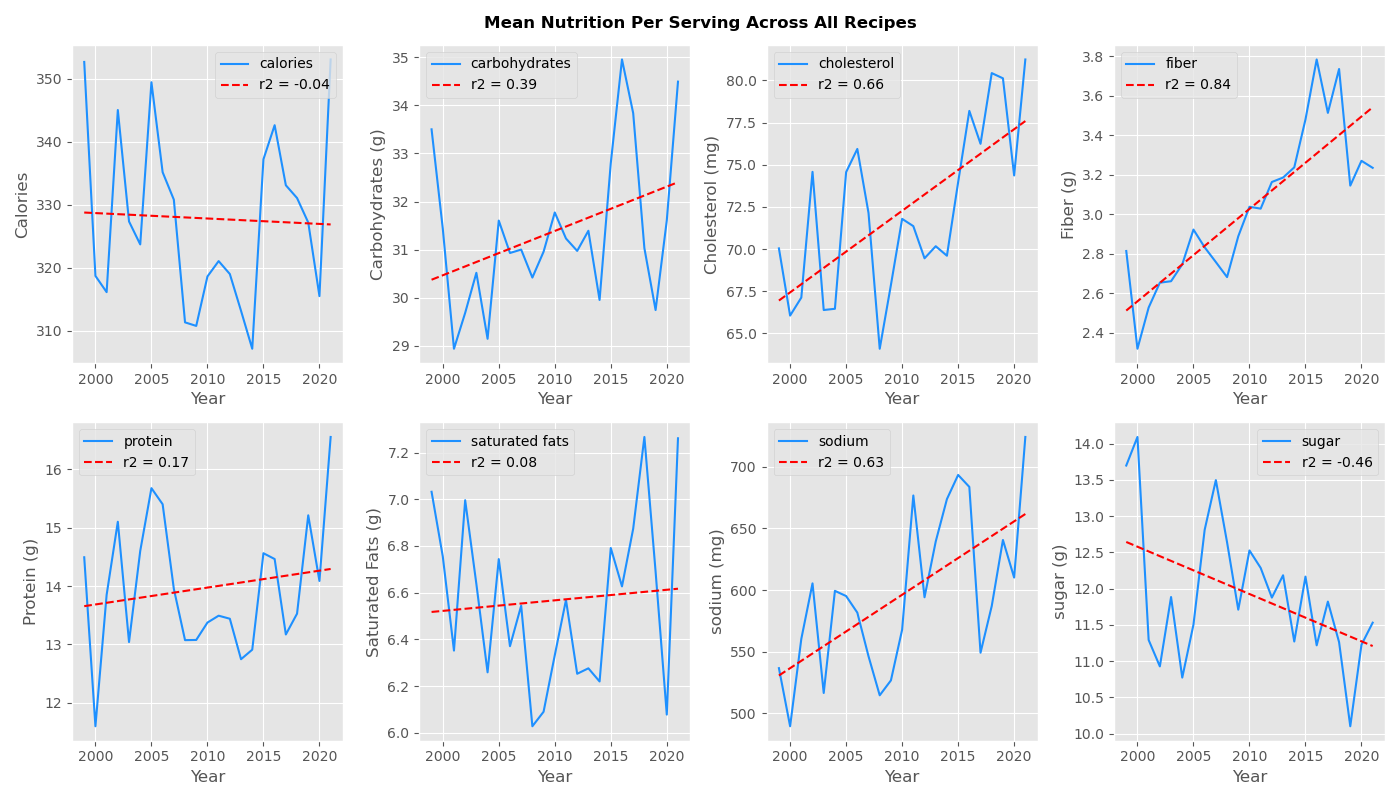 Mean Nutrition Per Serving Across All Recipes
calories
r2 = -0.04
350
340
330
320
310
Calories
2000 2005 2010 2015 2020
Year
carbohydrates
r2 = 0.39
35
34
33
32
31
30
29
Carbohydrates (g)
2000 2005 2010 2015 2020
Year
cholesterol
r2 = 0.66
80.0
77.5
75.0
72.5
70.0
67.5
65.0
Cholesterol (mg)
2000 2005 2010 2015 2020
Year
fiber
r2 = 0.84
3.8
3.6
3.4
3.2
3.0
2.8
2.6
2.4
Fiber (g)
2000 2005 2010 2015 2020
Year
protein
r2 = 0.17
16
15
14
13
12
Protein (g)
2000 2005 2010 2015 2020
Year
saturated fats
r2 = 0.08
7.2
7.0
6.8
6.6
6.4
6.2
6.0
Saturated Fats (g)
2000 2005 2010 2015 2020
Year
sodium
r2 = 0.63
700
650
600
550
500
sodium (mg)
2000 2005 2010 2015 2020
Year
sugar
r2 = -0.46
14.0
13.5
13.0
12.5
12.0
11.5
11.0
10.5
10.0
sugar (g)
2000 2005 2010 2015 2020
Year